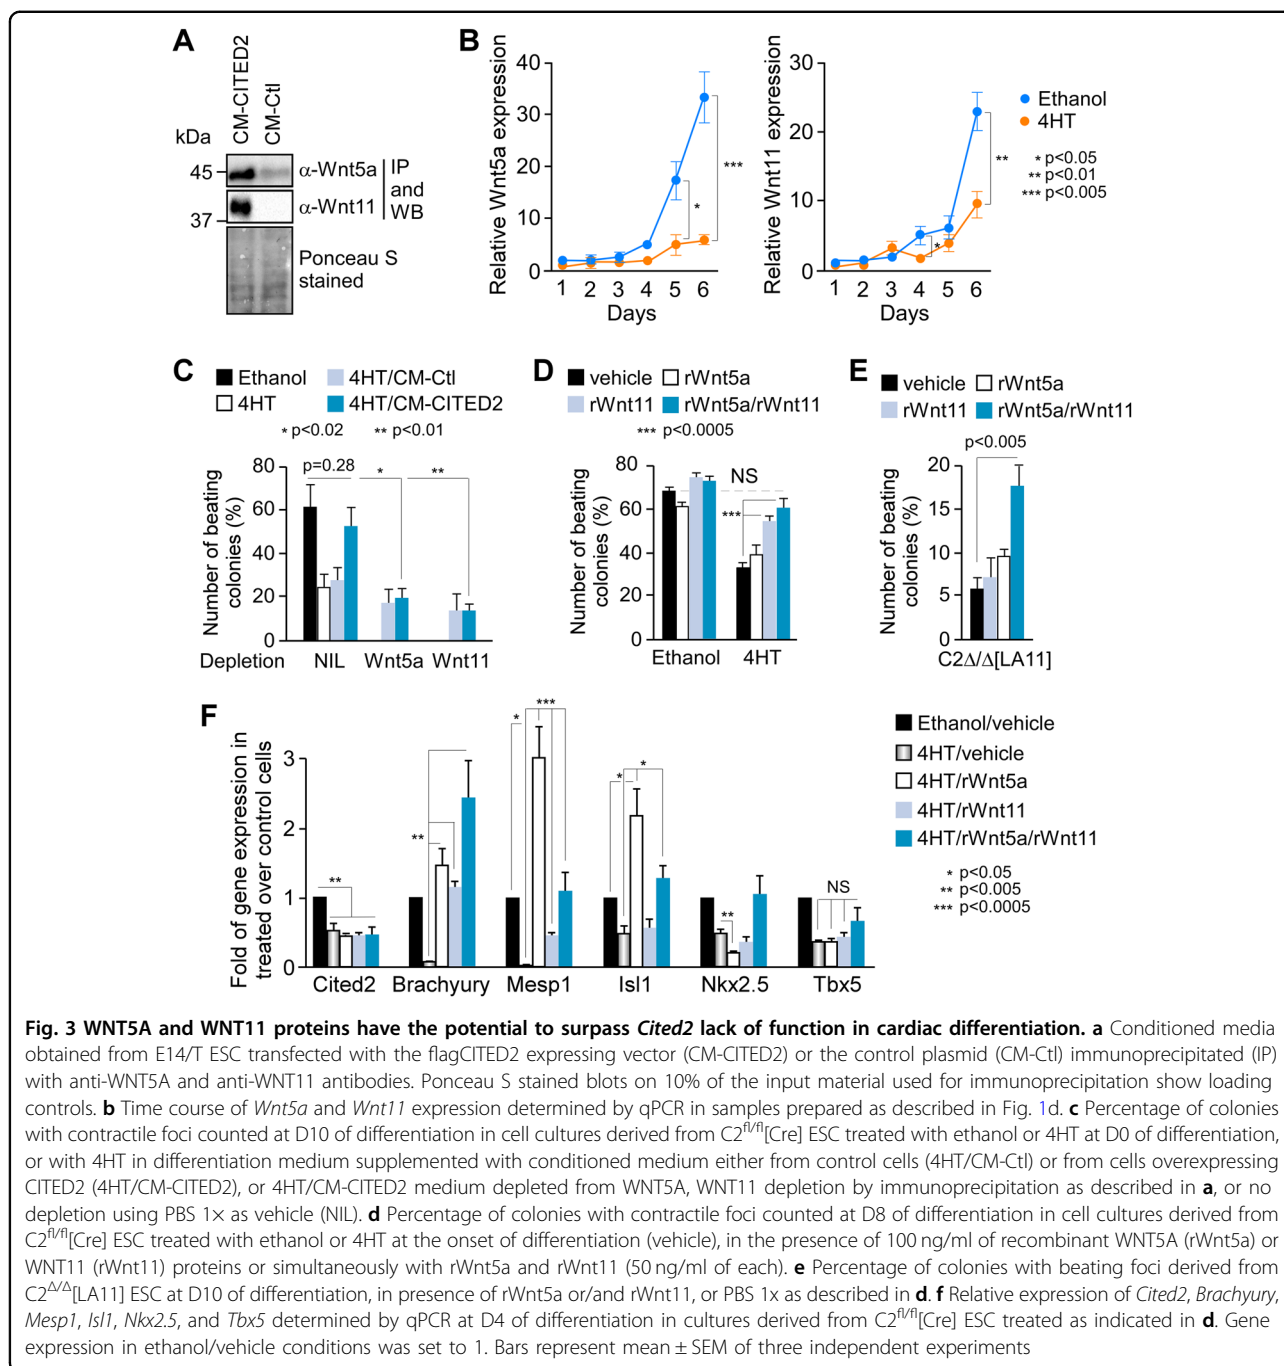 A
CM-CITED2
CM-Ctl
kDa
45
37
α-Wnt5a
α-Wnt11
IP
and
WB
Ponceau S
stained
B
Relative Wnt5a expression
40
30
20
10
0
1 2 3 4 5 6
Days
***
*
Relative Wnt11 expression
30
20
10
0
1 2 3 4 5 6
Days
**
*
Ethanol
4HT
* p<0.05
** p<0.01
*** p<0.005
C
Ethanol
4HT/CM-Ctl
4HT
4HT/CM-CITED2
* p<0.02 ** p<0.01
Number of beating
colonies (%)
80
60
40
20
0
p=0.28
*
**
Depletion NIL Wnt5a Wnt11
D
vehicle
rWnt5a
rWnt11
rWnt5a/rWnt11
*** p<0.0005
Number of beating
colonies (%)
80
60
40
20
0
NS
***
Ethanol 4HT
E
vehicle
rWnt5a
rWnt11
rWnt5a/rWnt11
p<0.005
Number of beating
colonies (%)
20
15
10
5
0
C2Δ/Δ[LA11]
F
Fold of gene expression in
treated over control cells
3
2
1
0
**
**
*
***
*
*
**
NS
Cited2 Brachyury Mesp1 Isl1 Nkx2.5 Tbx5
Ethanol/vehicle
4HT/vehicle
4HT/rWnt5a
4HT/rWnt11
4HT/rWnt5a/rWnt11
* p<0.05
** p<0.005
*** p<0.0005
Fig. 3 WNT5A and WNT11 proteins have the potential to surpass Cited2 lack of function in cardiac differentiation. a Conditioned media
obtained from E14/T ESC transfected with the flagCITED2 expressing vector (CM-CITED2) or the control plasmid (CM-Ctl) immunoprecipitated (IP)
with anti-WNT5A and anti-WNT11 antibodies. Ponceau S stained blots on 10% of the input material used for immunoprecipitation show loading
controls. b Time course of Wnt5a and Wnt11 expression determined by qPCR in samples prepared as described in Fig. 1d. c Percentage of colonies
with contractile foci counted at D10 of differentiation in cell cultures derived from C2fl/fl[Cre] ESC treated with ethanol or 4HT at D0 of differentiation,
or with 4HT in differentiation medium supplemented with conditioned medium either from control cells (4HT/CM-Ctl) or from cells overexpressing
CITED2 (4HT/CM-CITED2), or 4HT/CM-CITED2 medium depleted from WNT5A, WNT11 depletion by immunoprecipitation as described in a, or no
depletion using PBS 1× as vehicle (NIL). d Percentage of colonies with contractile foci counted at D8 of differentiation in cell cultures derived from
C2fl/fl[Cre] ESC treated with ethanol or 4HT at the onset of differentiation (vehicle), in the presence of 100 ng/ml of recombinant WNT5A (rWnt5a) or
WNT11 (rWnt11) proteins or simultaneously with rWnt5a and rWnt11 (50 ng/ml of each). e Percentage of colonies with beating foci derived from
C2Δ/Δ[LA11] ESC at D10 of differentiation, in presence of rWnt5a or/and rWnt11, or PBS 1x as described in d. f Relative expression of Cited2, Brachyury,
Mesp1, Isl1, Nkx2.5, and Tbx5 determined by qPCR at D4 of differentiation in cultures derived from C2fl/fl[Cre] ESC treated as indicated in d. Gene
expression in ethanol/vehicle conditions was set to 1. Bars represent mean ± SEM of three independent experiments